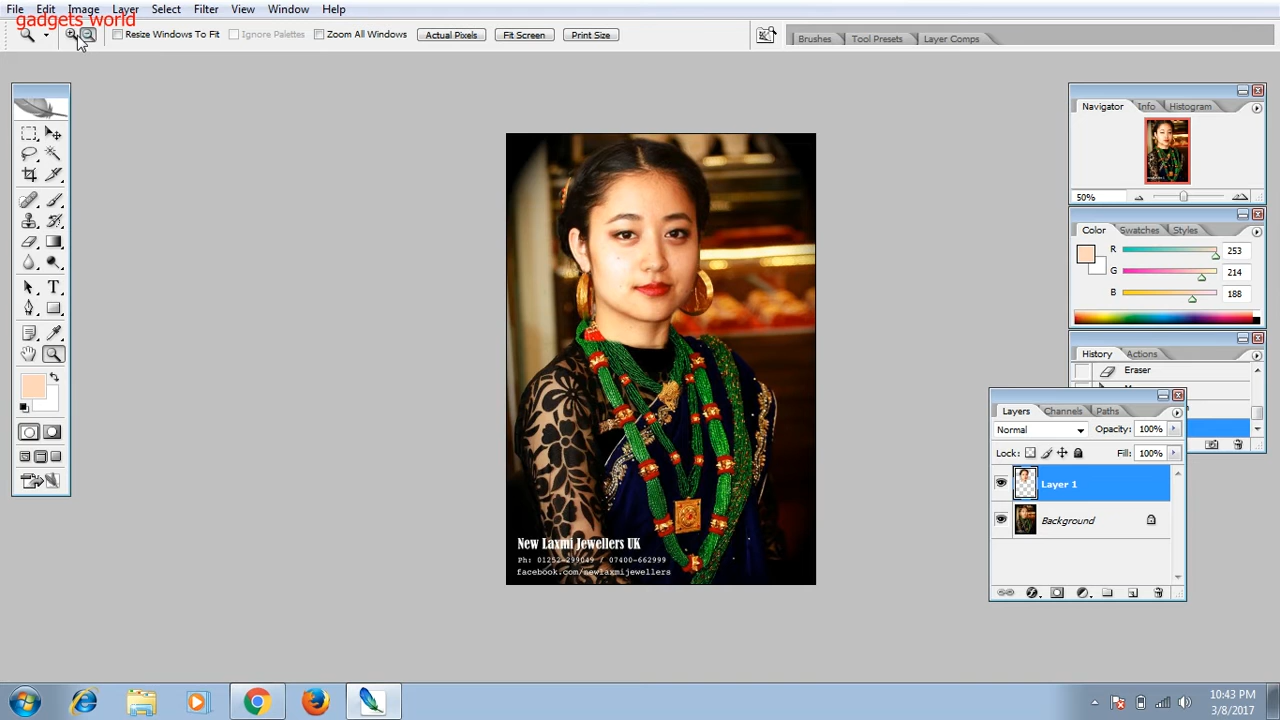 File Edit Image Layer Select Filter View Window Help
gadgets world
Resize Windows To Fit Ignore Palettes Zoom All Windows Actual Pixels Fit Screen Print Size Brushes Tool Presets Layer Comps
Navigator Info Histogram
50%
Color Swatches Styles
R 253
G 214
B 188
History Actions
Eraser
Layers Channels Paths
Normal Opacity: 100%
Lock: Fill: 100%
Layer 1
Background
T
New Laxmi Jewellers UK
Ph: 01252-299049 / 07400-662999
facebook.com/newlaxmijewellers
10:43 PM
3/8/2017